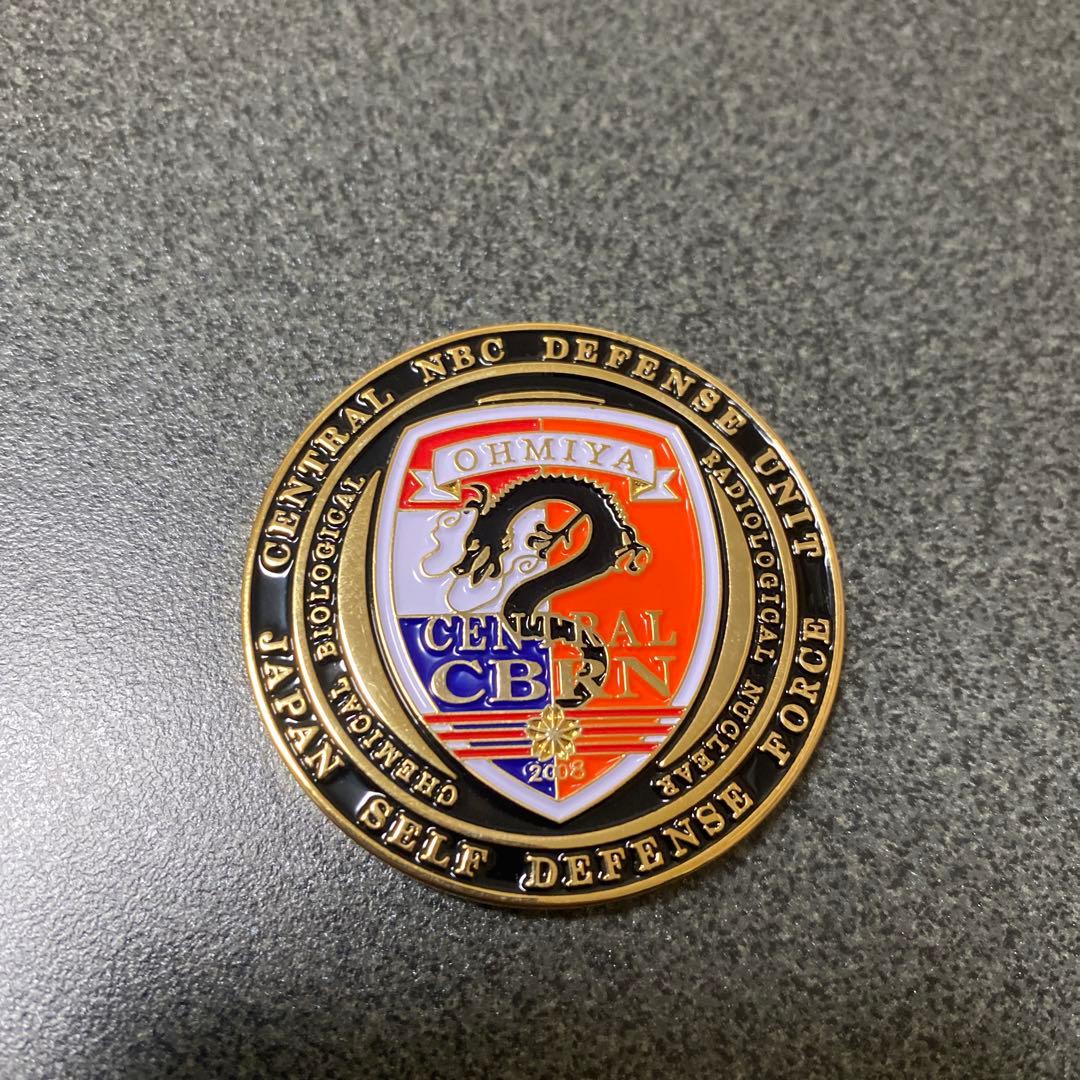 CENTRAL NBC DEFENSE UNIT
JAPAN SELF DEFENSE FORCE
CHEMICAL BIOLOGICAL
RADIOLOGICAL NUCLEAR
OHMIYA
CENTRAL
CBRN
2008